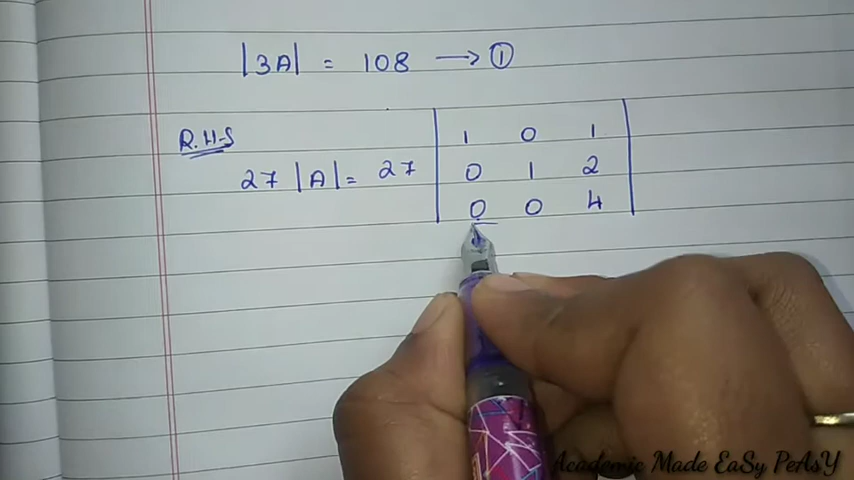 |3A| = 108 → ①
R.H.S
1 0 1
27 |A| = 27 0 1 2
0 0 4
Academic Made EaSy PeAsY